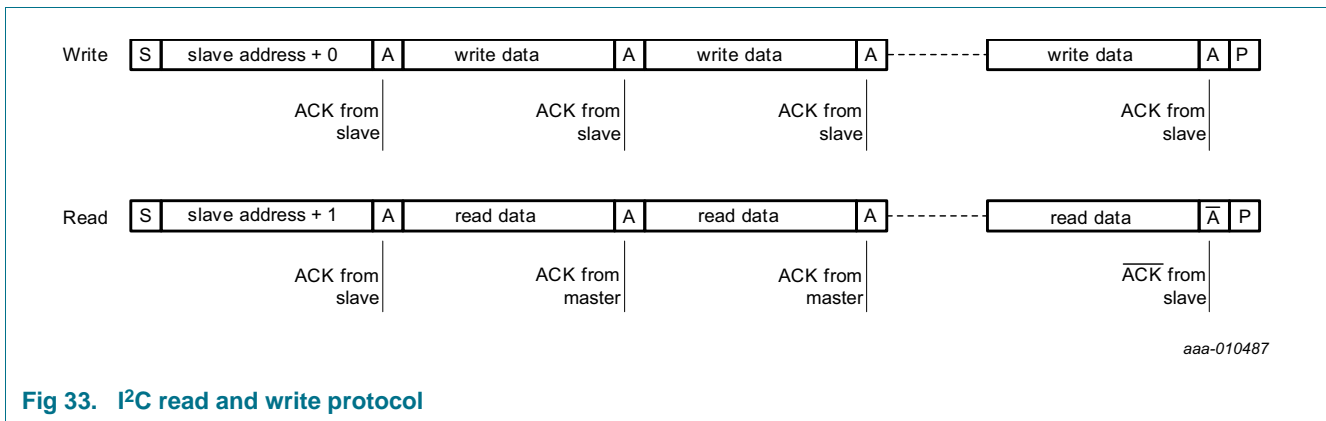 Write S slave address + 0 A write data A write data A write data A P
ACK from slave ACK from slave ACK from slave ACK from slave
Read S slave address + 1 A read data A read data A read data A̅ P
ACK from slave ACK from master ACK from master A̅C̅K̅ from slave
aaa-010487
Fig 33. I²C read and write protocol